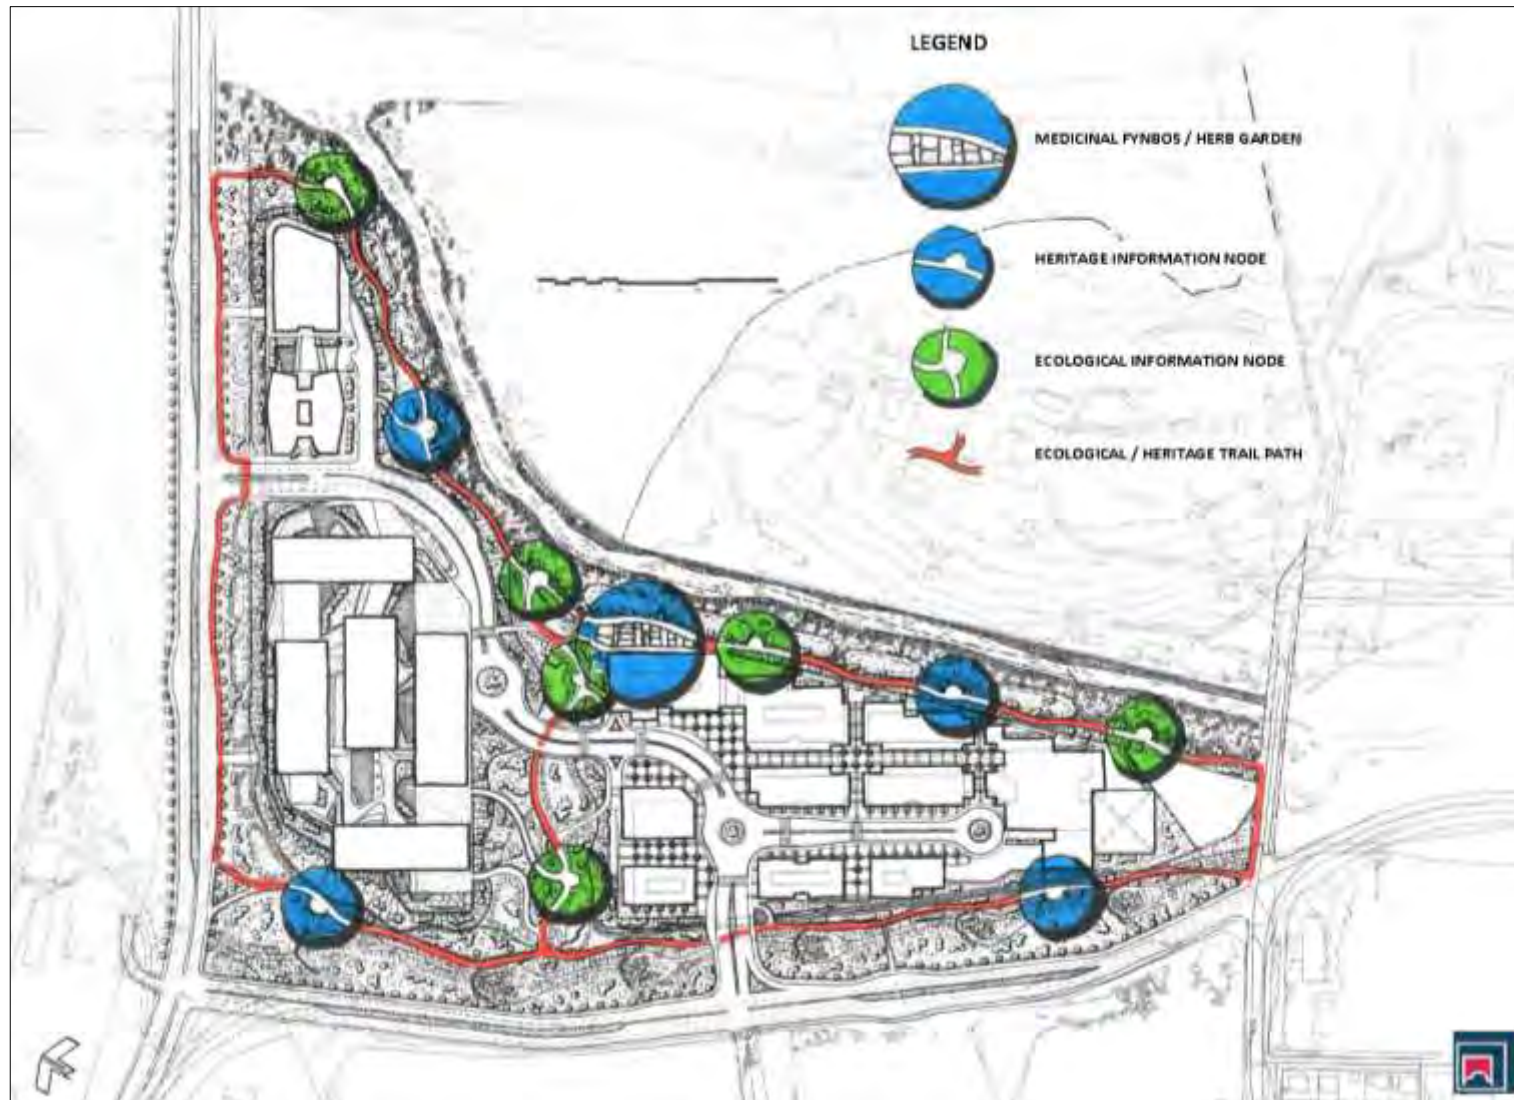 LEGEND
MEDICINAL FYNBOS / HERB GARDEN
HERITAGE INFORMATION NODE
ECOLOGICAL INFORMATION NODE
ECOLOGICAL / HERITAGE TRAIL PATH